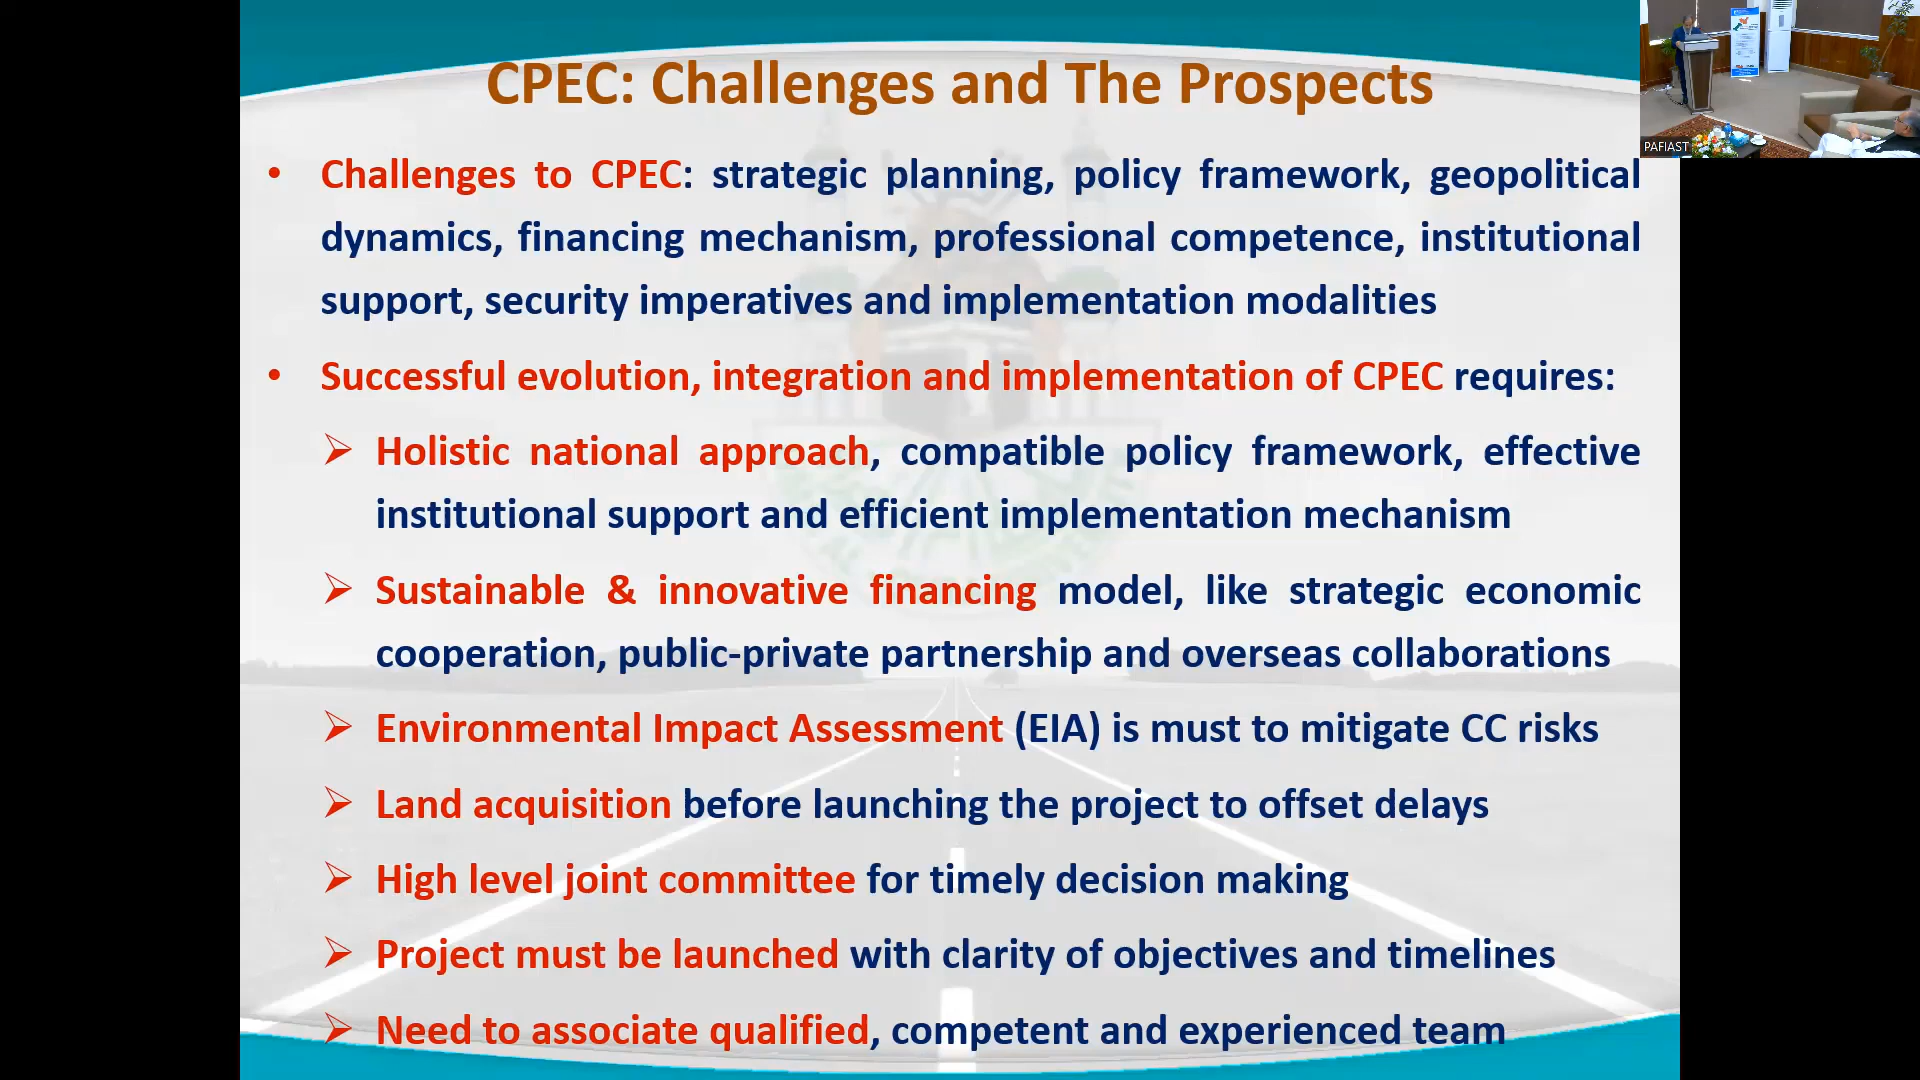 CPEC: Challenges and The Prospects
PAFIAST
• Challenges to CPEC: strategic planning, policy framework, geopolitical
dynamics, financing mechanism, professional competence, institutional
support, security imperatives and implementation modalities
• Successful evolution, integration and implementation of CPEC requires:
➢ Holistic national approach, compatible policy framework, effective
institutional support and efficient implementation mechanism
➢ Sustainable & innovative financing model, like strategic economic
cooperation, public-private partnership and overseas collaborations
➢ Environmental Impact Assessment (EIA) is must to mitigate CC risks
➢ Land acquisition before launching the project to offset delays
➢ High level joint committee for timely decision making
➢ Project must be launched with clarity of objectives and timelines
➢ Need to associate qualified, competent and experienced team